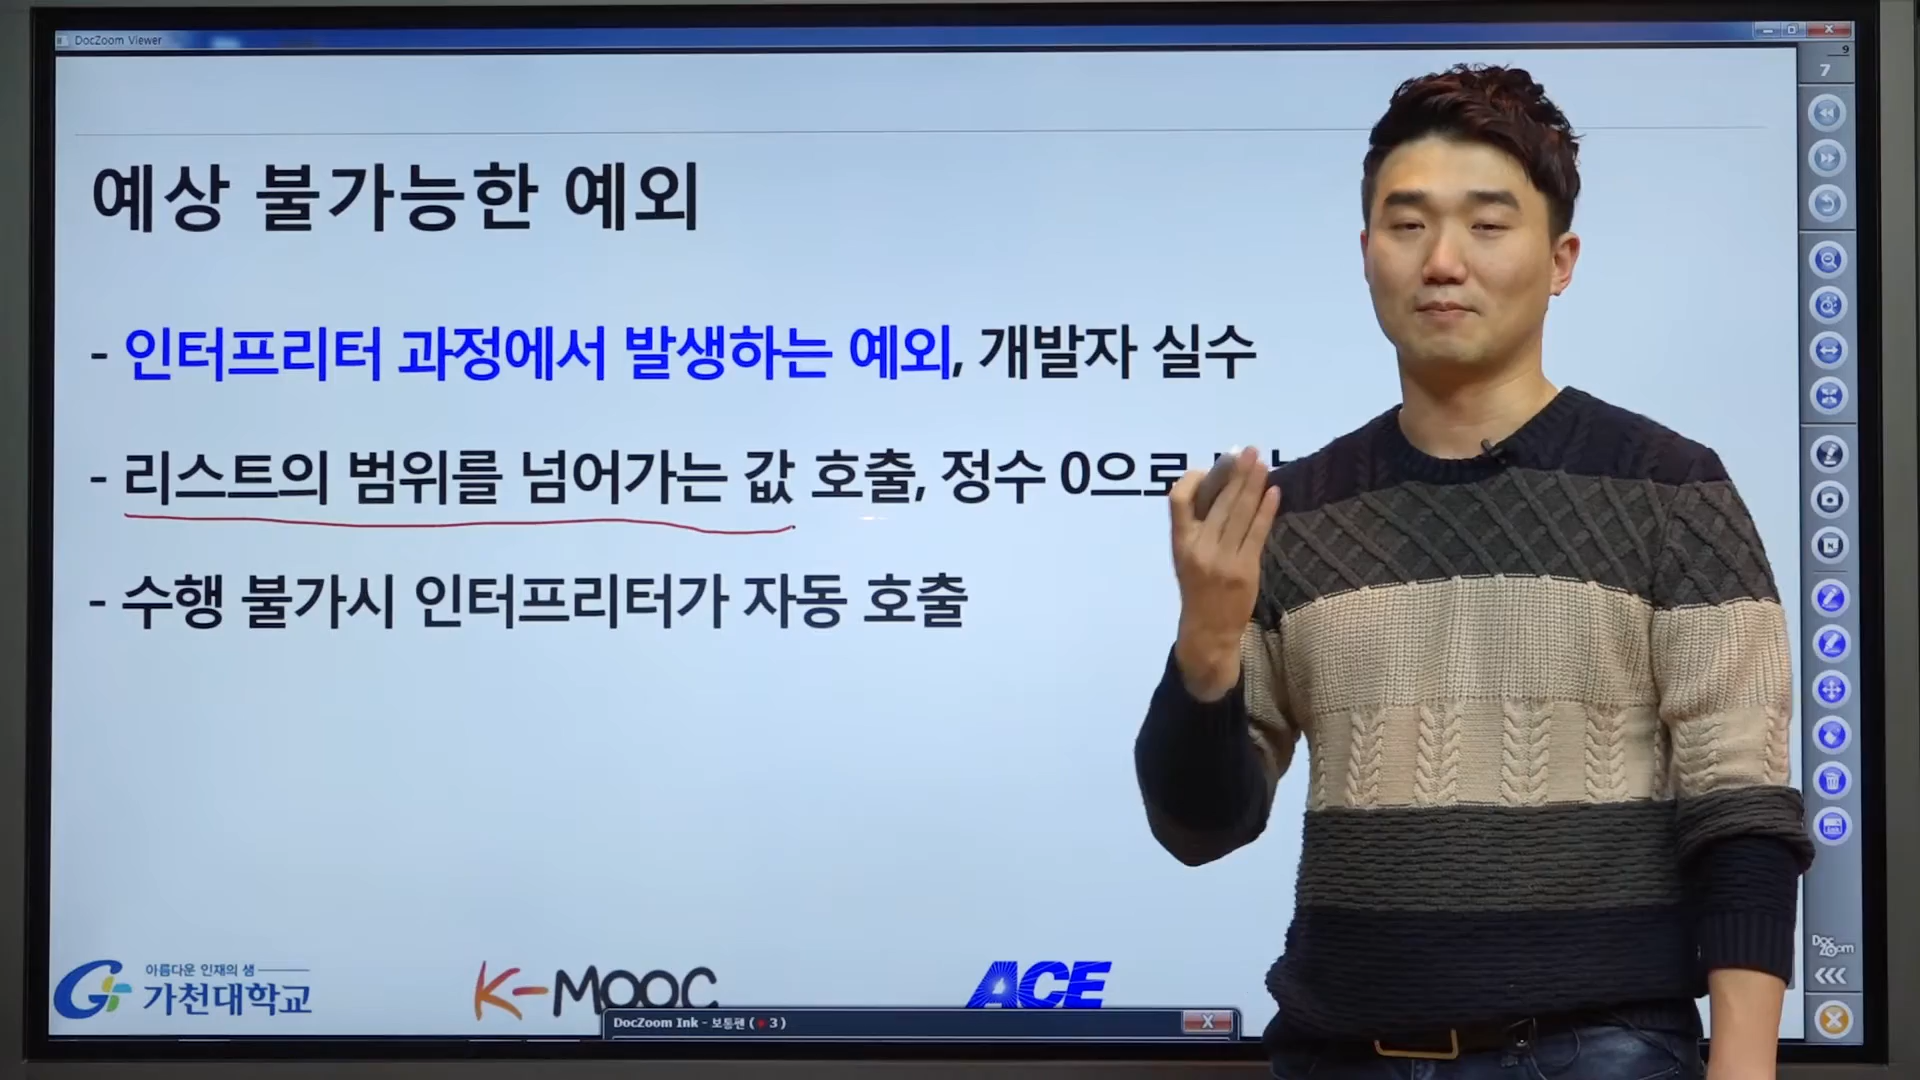 DocZoom Viewer
9
7
예상 불가능한 예외
- 인터프리터 과정에서 발생하는 예외, 개발자 실수
- 리스트의 범위를 넘어가는 값 호출, 정수 0으로
- 수행 불가시 인터프리터가 자동 호출
아름다운 인재의 샘
가천대학교
K-MOOC
ACE
DocZoom Ink - 보통펜 ( 3 )
X
DocZoom